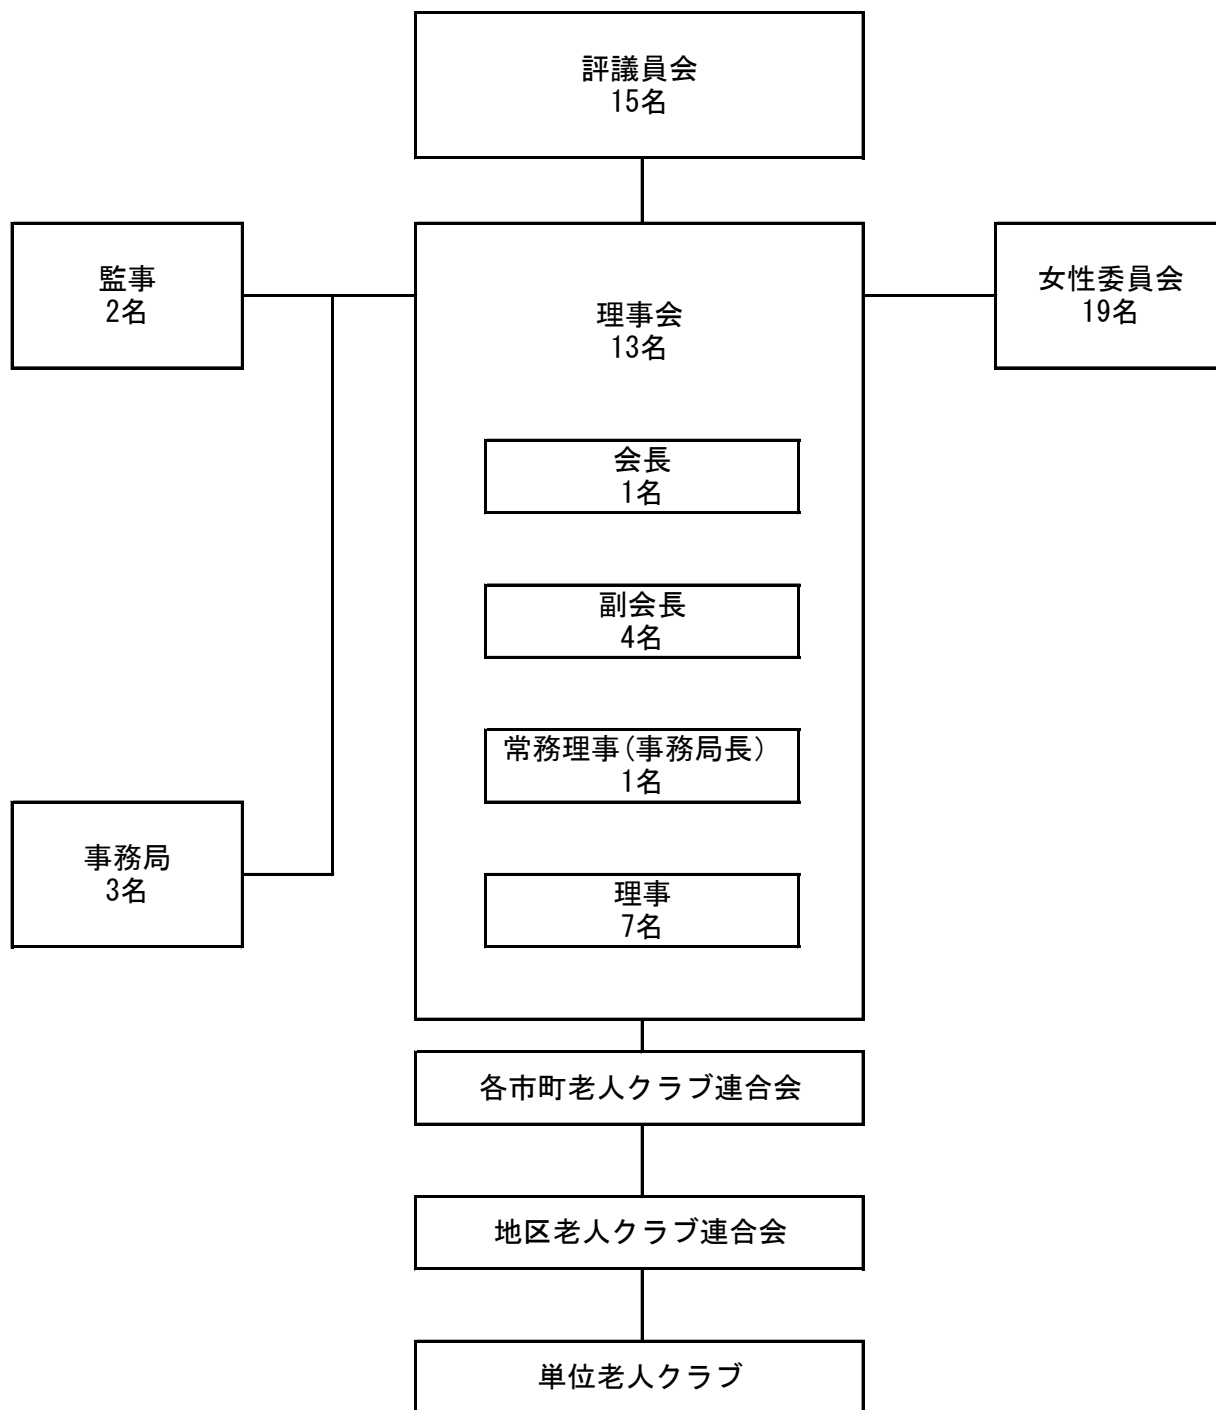 評議員会
15名
監事
2名
理事会
13名
女性委員会
19名
会長
1名
副会長
4名
常務理事(事務局長)
1名
事務局
3名
理事
7名
各市町老人クラブ連合会
地区老人クラブ連合会
単位老人クラブ